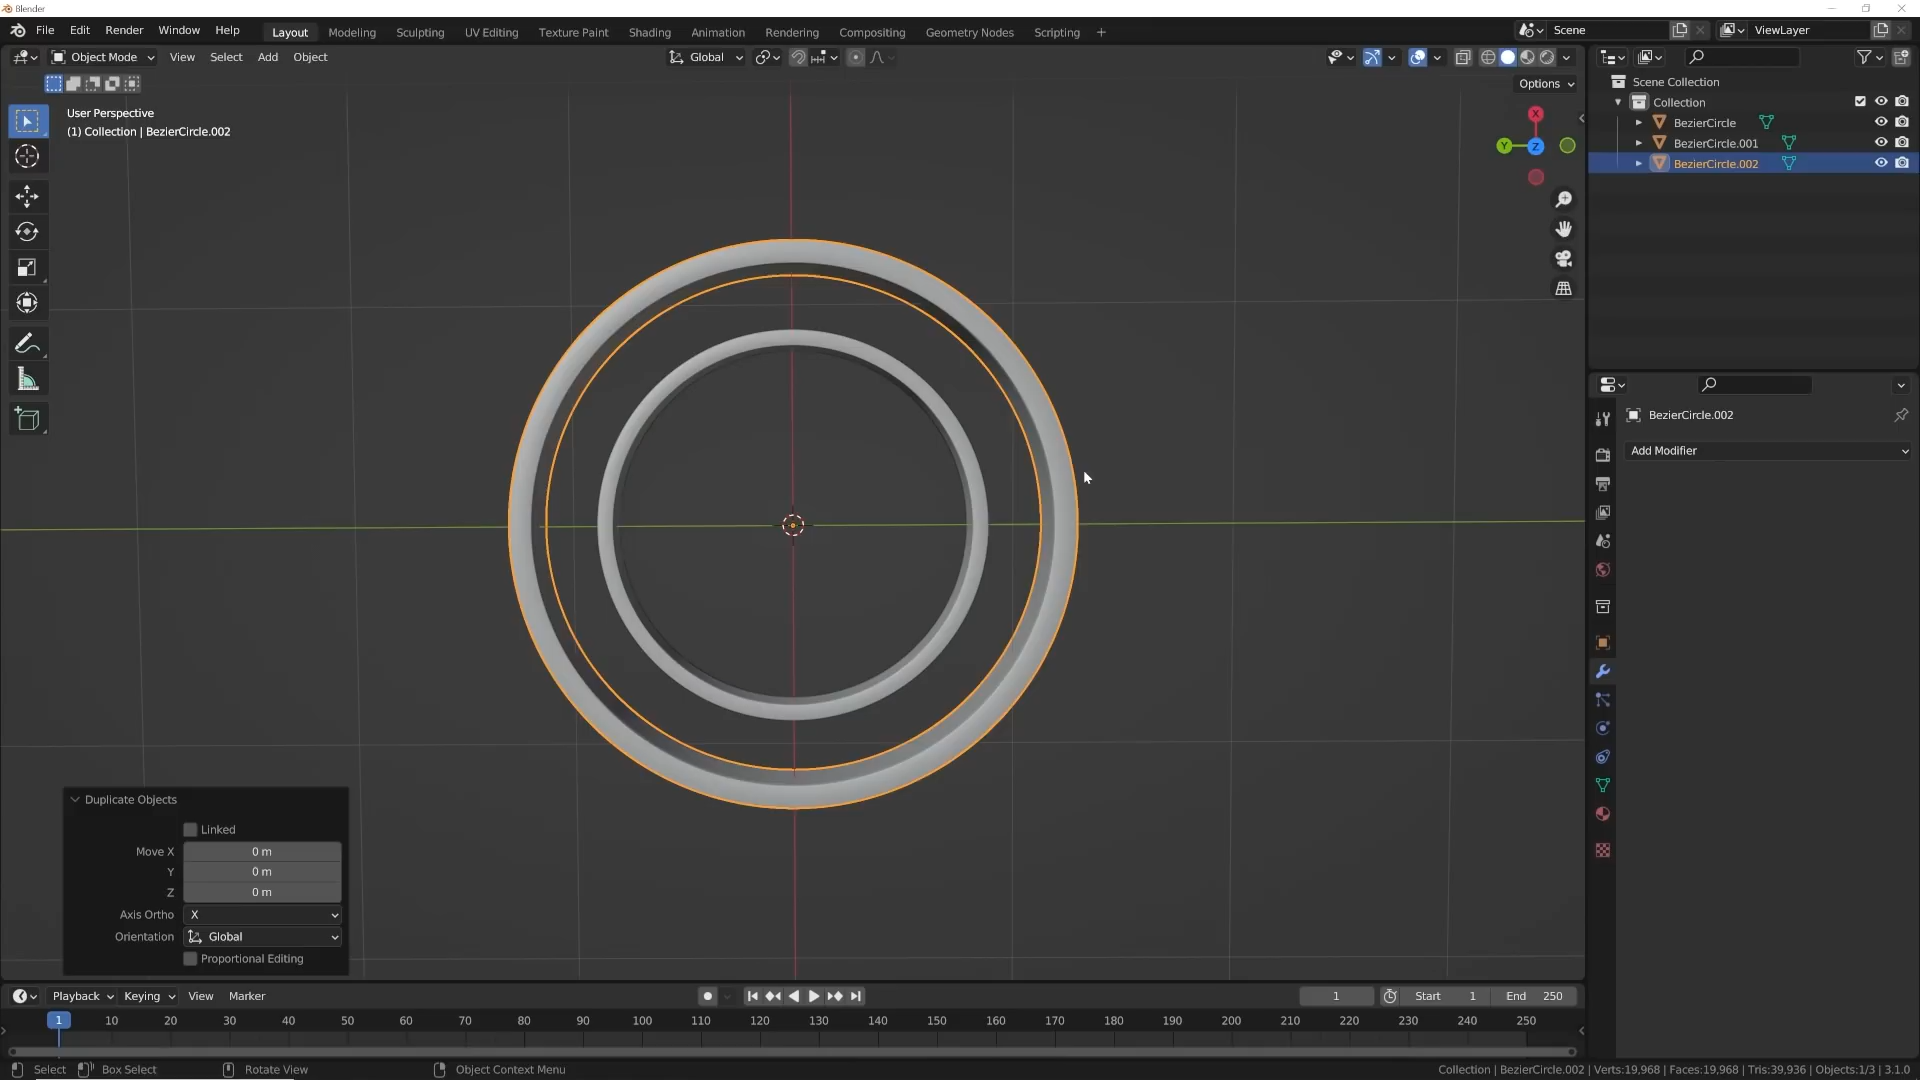 Blender
File Edit Render Window Help
Layout Modeling Sculpting UV Editing Texture Paint Shading Animation Rendering Compositing Geometry Nodes Scripting +
Scene
ViewLayer
Object Mode View Select Add Object
Global
Options
User Perspective
(1) Collection | BezierCircle.002
X
Y
Z
Scene Collection
Collection
BezierCircle
BezierCircle.001
BezierCircle.002
BezierCircle.002
Add Modifier
Duplicate Objects
Linked
Move X 0 m
Y 0 m
Z 0 m
Axis Ortho X
Orientation Global
Proportional Editing
Playback Keying View Marker
1 Start 1 End 250
1 10 20 30 40 50 60 70 80 90 100 110 120 130 140 150 160 170 180 190 200 210 220 230 240 250
Select Box Select Rotate View Object Context Menu
Collection | BezierCircle.002 | Verts:19,968 | Faces:19,968 | Tris:39,936 | Objects:1/3 | 3.1.0